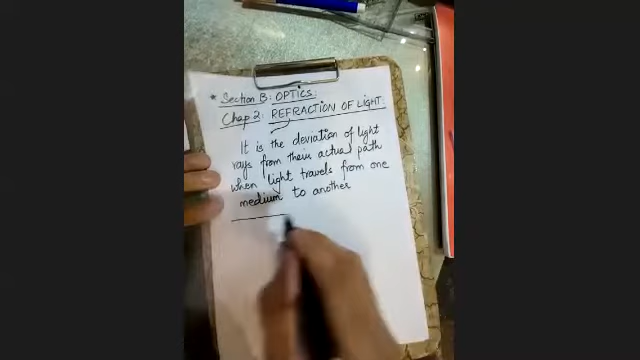 * Section B: OPTICS:
Chap 2: REFRACTION OF LIGHT:
It is the deviation of light
rays from their actual path
when light travels from one
medium to another